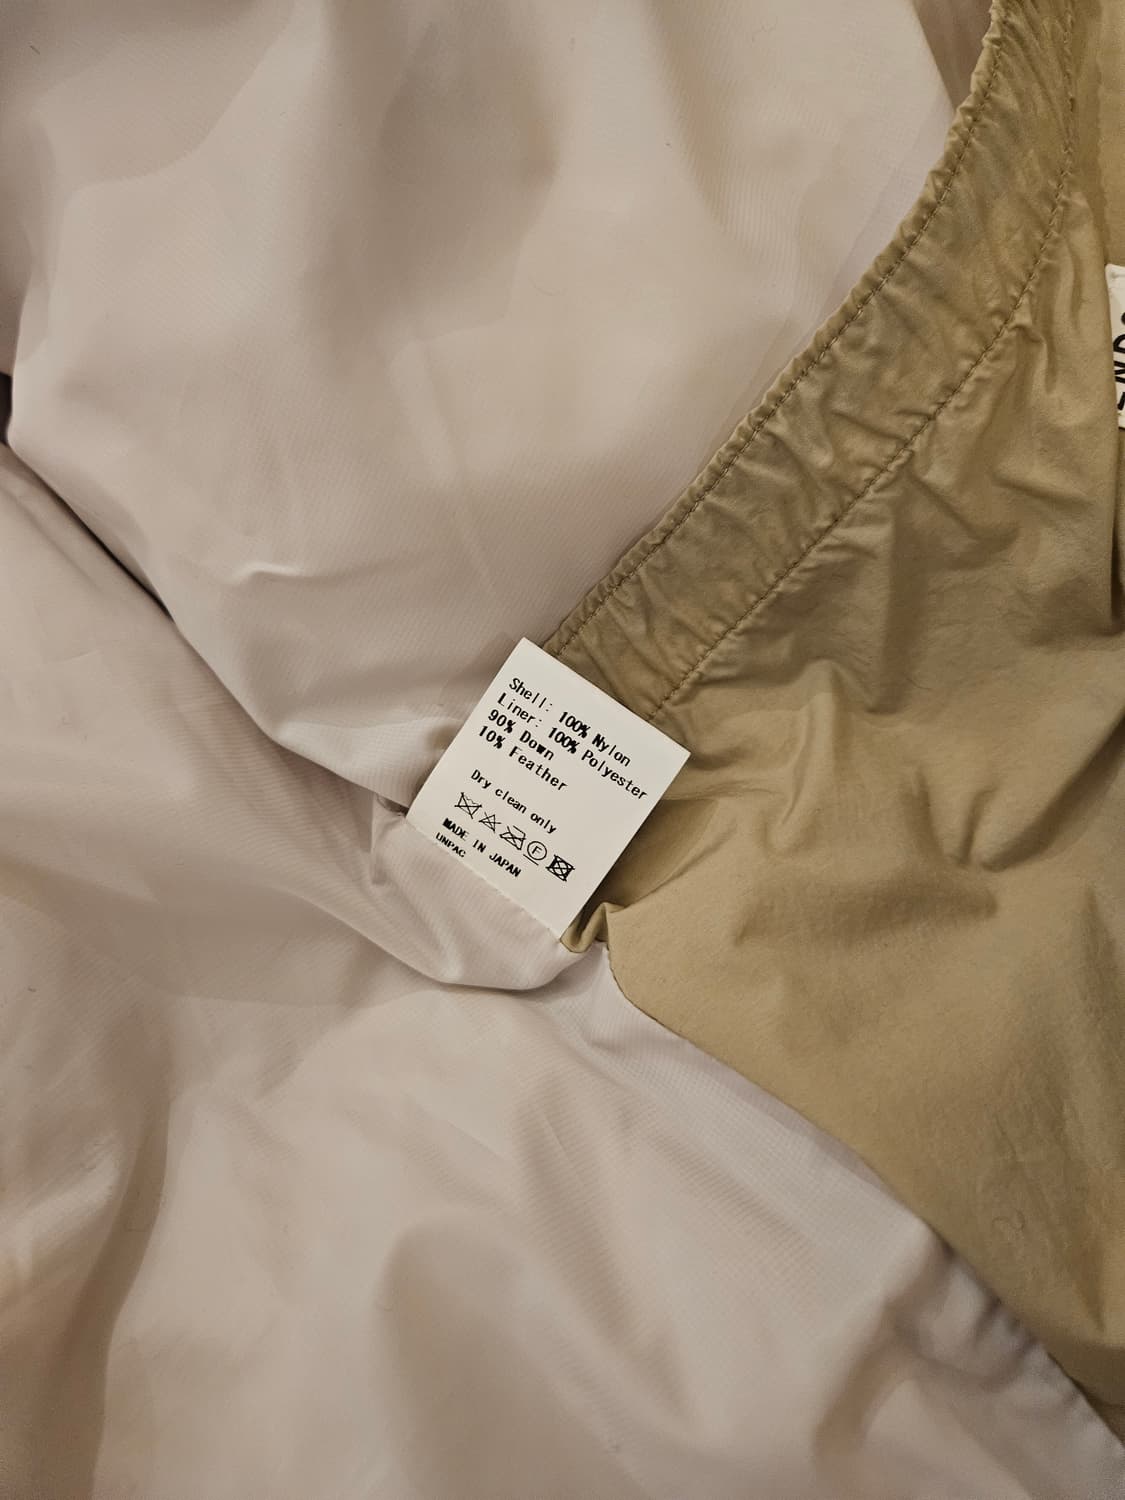 Shell: 100% Nylon
Liner: 100% Polyester
90% Down
10% Feather
Dry clean only
F
MADE IN JAPAN
UNPAC